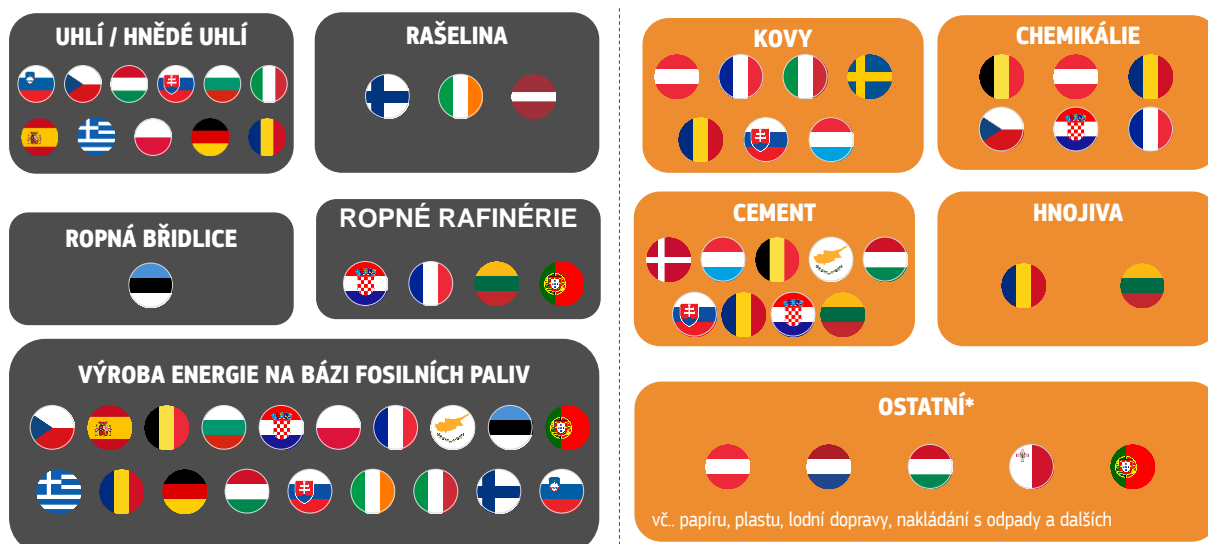 UHLÍ / HNĚDÉ UHLÍ
RAŠELINA
ROPNÁ BŘIDLICE
ROPNÉ RAFINÉRIE
VÝROBA ENERGIE NA BÁZI FOSILNÍCH PALIV
KOVY
CHEMIKÁLIE
CEMENT
HNOJIVA
OSTATNÍ*
vč.. papíru, plastu, lodní dopravy, nakládání s odpady a dalších